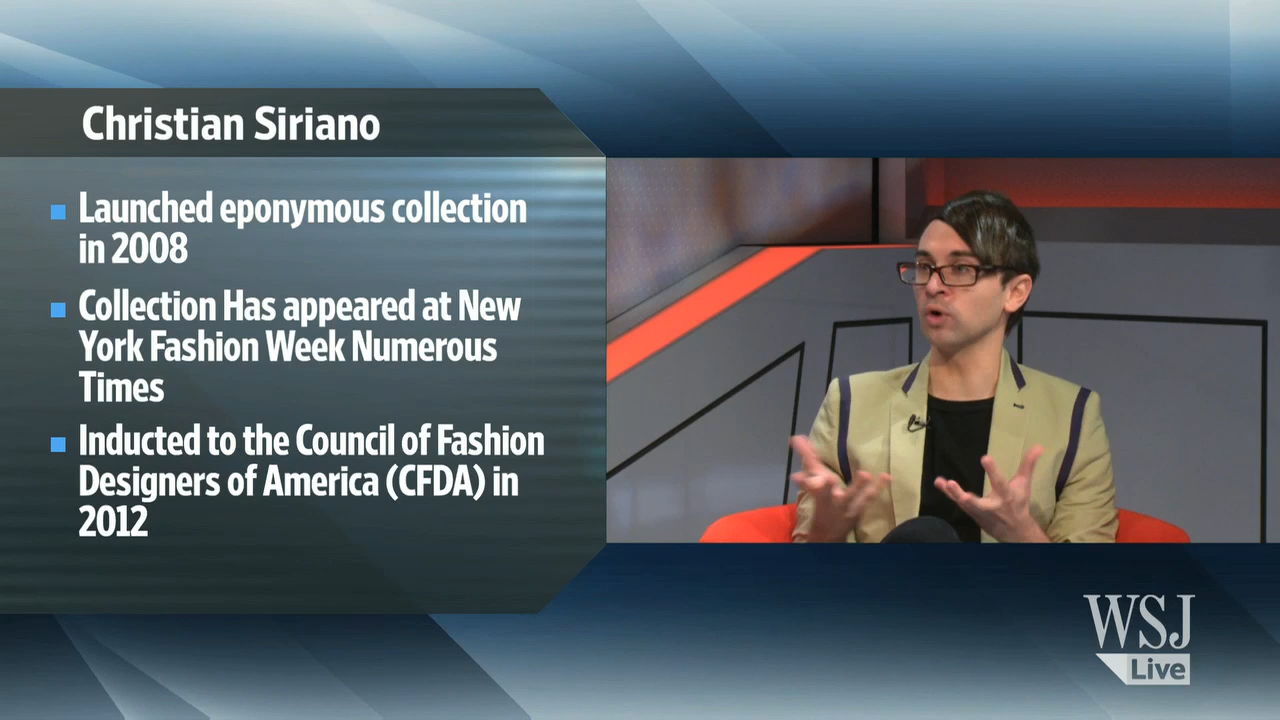 Christian Siriano
Launched eponymous collection
in 2008
Collection Has appeared at New
York Fashion Week Numerous
Times
Inducted to the Council of Fashion
Designers of America (CFDA) in
2012
WSJ
Live